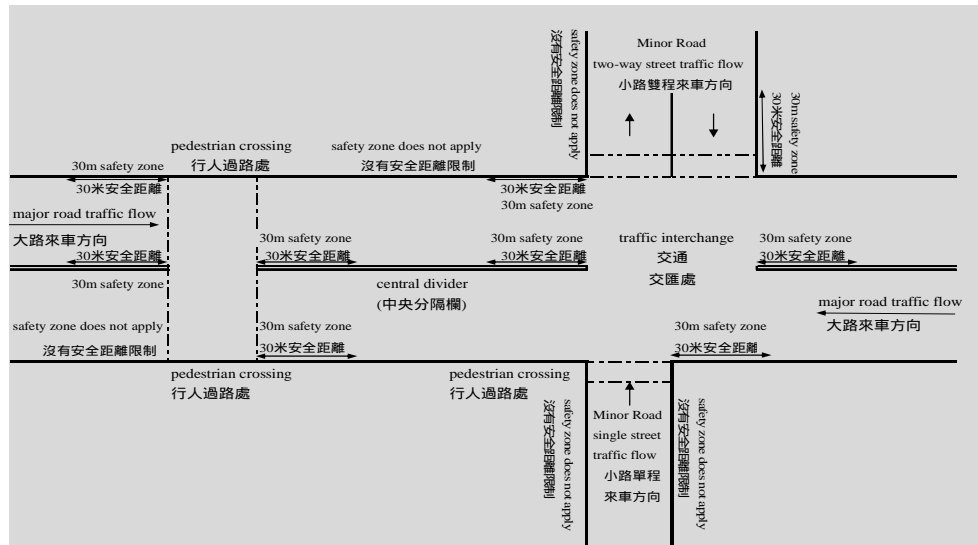 safety zone does not apply
沒有安全距離限制
Minor Road
two-way street traffic flow
小路雙程來車方向
30m safety zone
30米安全距離
pedestrian crossing
行人過路處
safety zone does not apply
沒有安全距離限制
30m safety zone
30米安全距離
30米安全距離
30m safety zone
major road traffic flow
大路來車方向
30米安全距離
30m safety zone
30m safety zone
30米安全距離
30m safety zone
30米安全距離
traffic interchange
交通
交匯處
30m safety zone
30米安全距離
central divider
(中央分隔欄)
major road traffic flow
大路來車方向
safety zone does not apply
沒有安全距離限制
30m safety zone
30米安全距離
30m safety zone
30米安全距離
pedestrian crossing
行人過路處
pedestrian crossing
行人過路處
safety zone does not apply
沒有安全距離限制
Minor Road
single street
traffic flow
小路單程
來車方向
safety zone does not apply
沒有安全距離限制